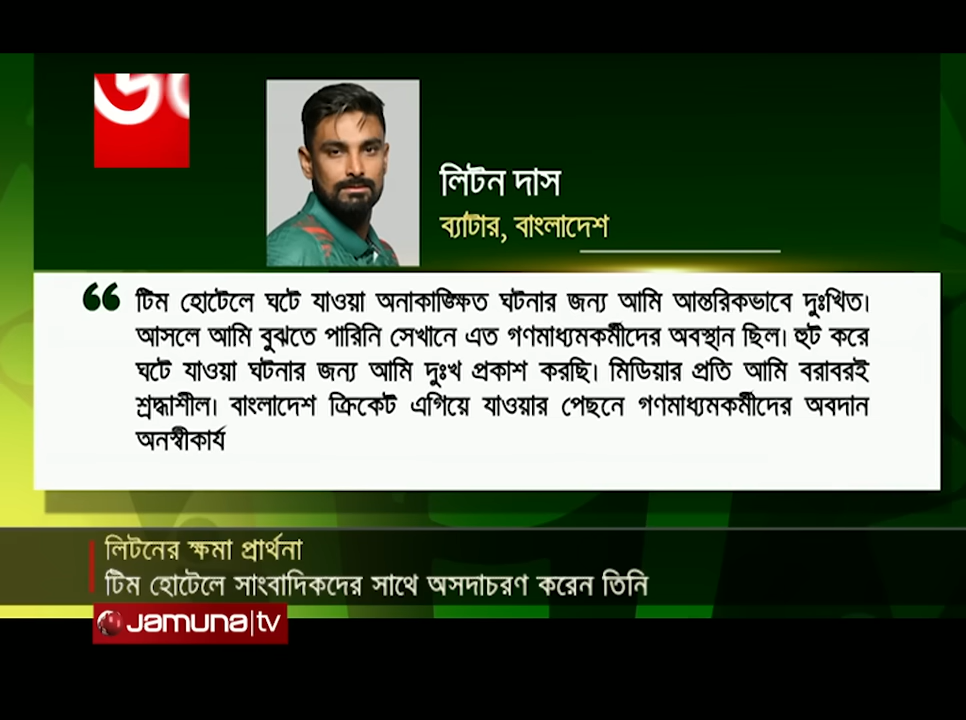 লিটন দাস
ব্যাটার, বাংলাদেশ
“ টিম হোটেলে ঘটে যাওয়া অনাকাঙ্ক্ষিত ঘটনার জন্য আমি আন্তরিকভাবে দুঃখিত।
আসলে আমি বুঝতে পারিনি সেখানে এত গণমাধ্যমকর্মীদের অবস্থান ছিল। হুট করে
ঘটে যাওয়া ঘটনার জন্য আমি দুঃখ প্রকাশ করছি। মিডিয়ার প্রতি আমি বরাবরই
শ্রদ্ধাশীল। বাংলাদেশ ক্রিকেট এগিয়ে যাওয়ার পেছনে গণমাধ্যমকর্মীদের অবদান
অনস্বীকার্য
লিটনের ক্ষমা প্রার্থনা
টিম হোটেলে সাংবাদিকদের সাথে অসদাচরণ করেন তিনি
Jamuna|tv